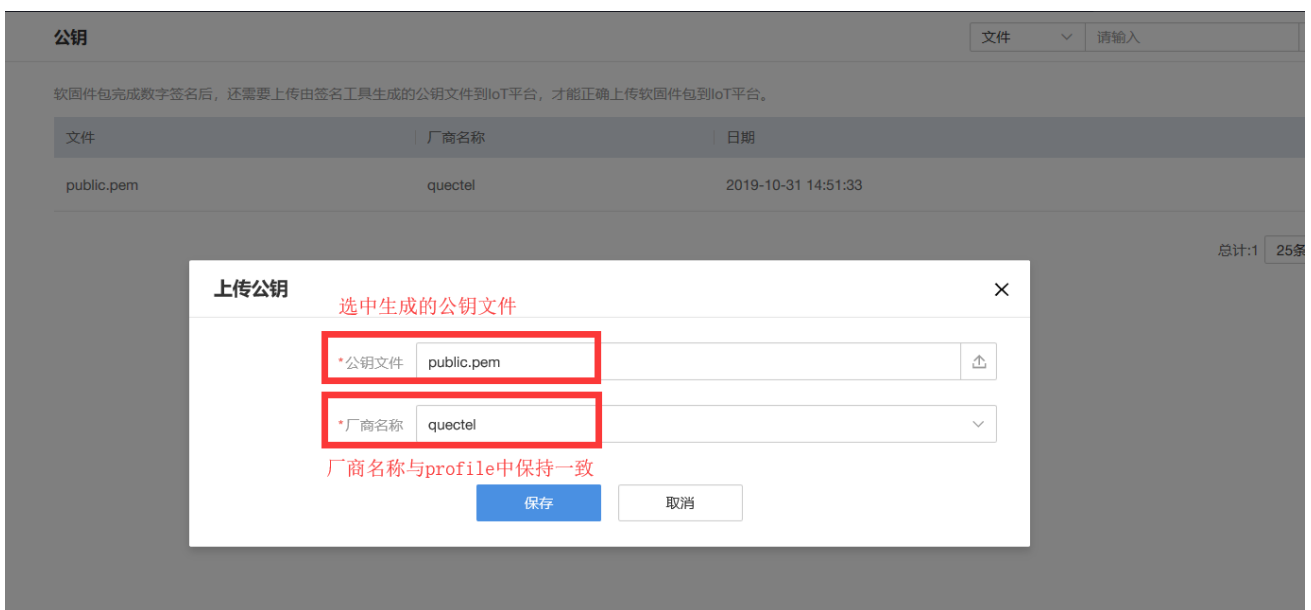 公钥
文件
请输入
软固件包完成数字签名后，还需要上传由签名工具生成的公钥文件到IoT平台，才能正确上传软固件包到IoT平台。
文件 厂商名称 日期
public.pem quectel 2019-10-31 14:51:33
总计:1 25条
上传公钥
选中生成的公钥文件
*公钥文件 public.pem
*厂商名称 quectel
厂商名称与profile中保持一致
保存 取消